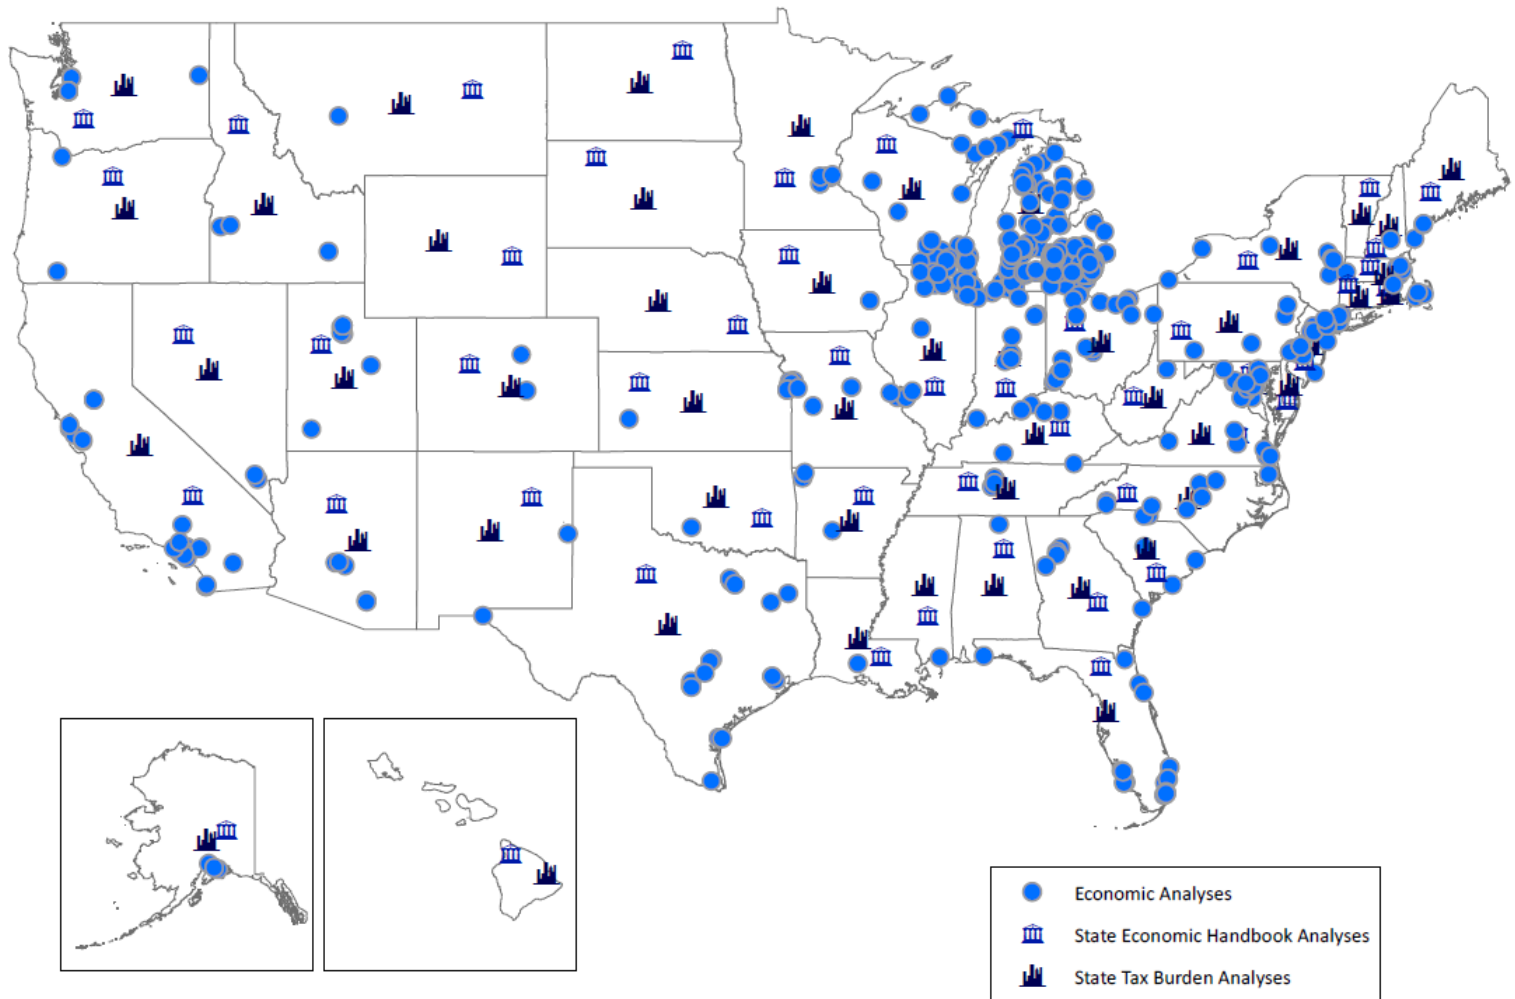 Economic Analyses
State Economic Handbook Analyses
State Tax Burden Analyses